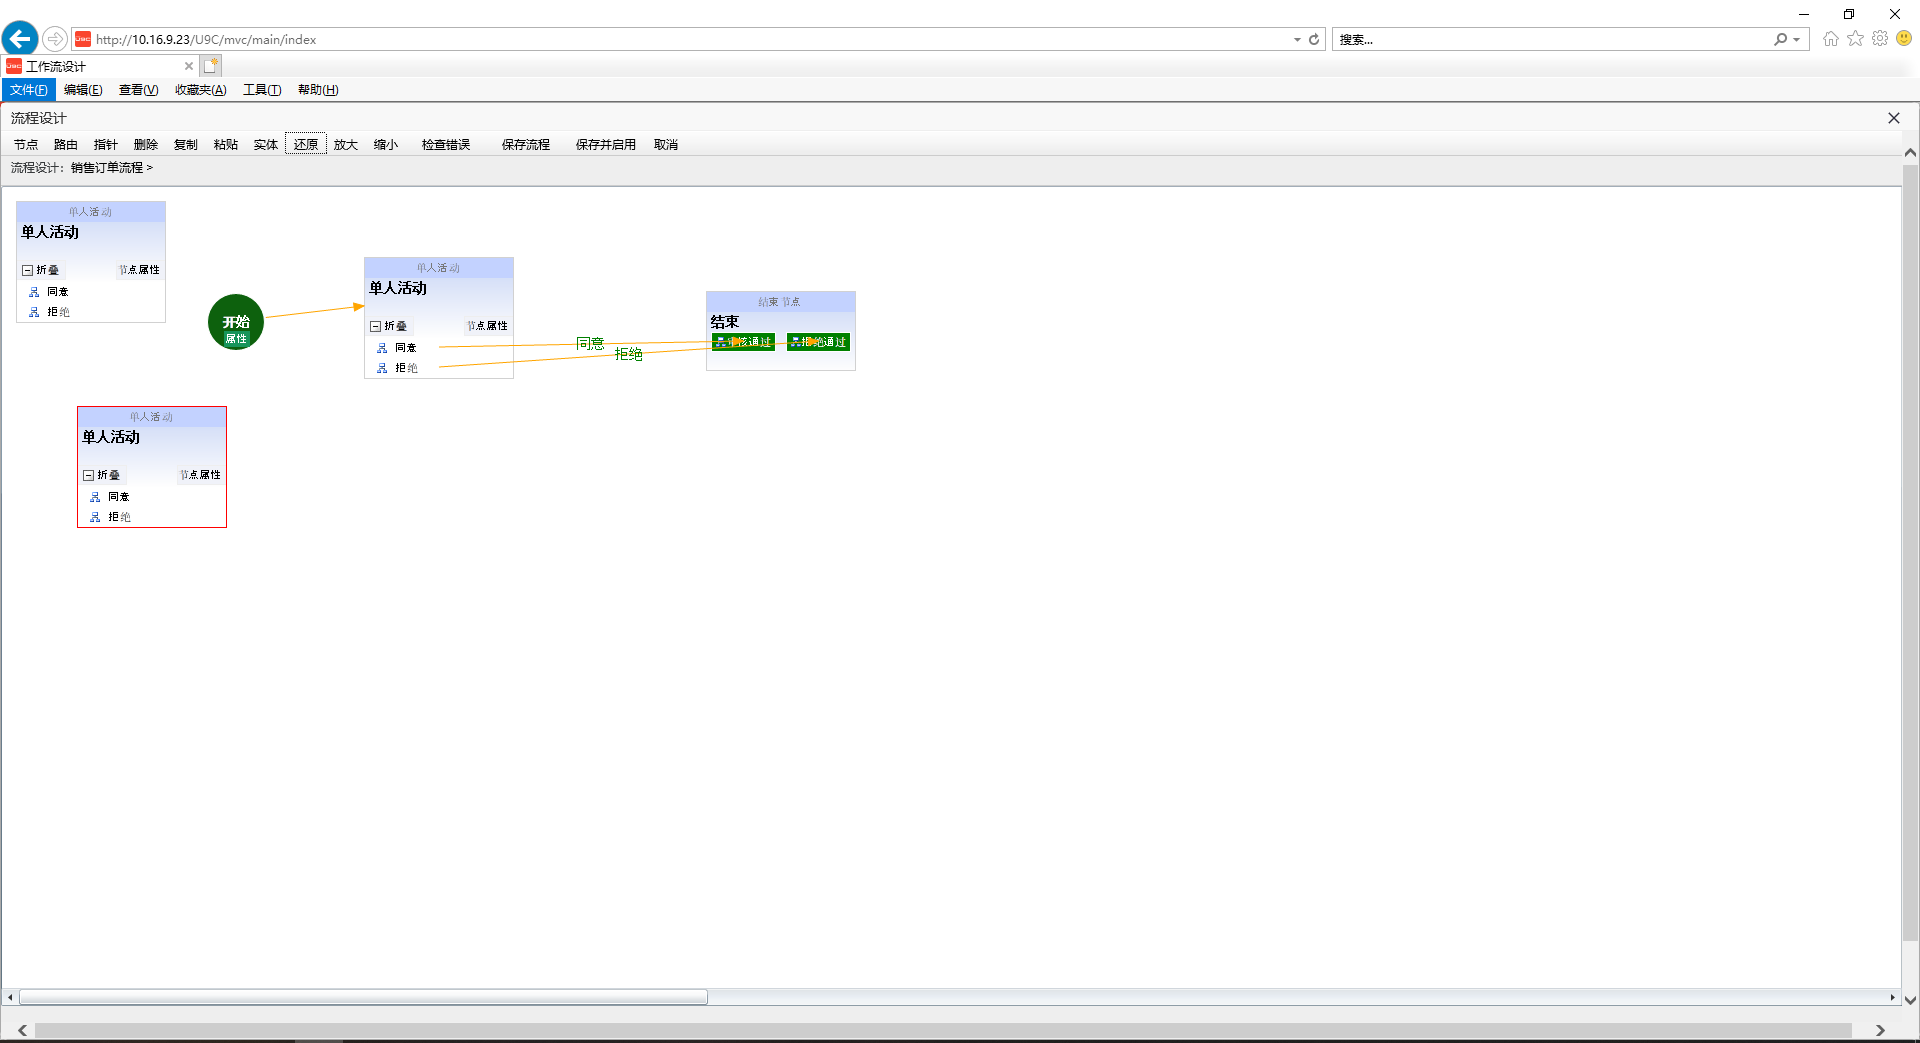 http://10.16.9.23/U9C/mvc/main/index
搜索...
工作流设计
文件(F) 编辑(E) 查看(V) 收藏夹(A) 工具(T) 帮助(H)
流程设计
节点 路由 指针 删除 复制 粘贴 实体 还原 放大 缩小 检查错误 保存流程 保存并启用 取消
流程设计: 销售订单流程 >
单人活动
单人活动
折叠 节点属性
同意
拒绝
开始
属性
单人活动
单人活动
折叠 节点属性
同意
拒绝
同意
拒绝
结束 节点
结束
审核通过 拒绝通过
单人活动
单人活动
折叠 节点属性
同意
拒绝